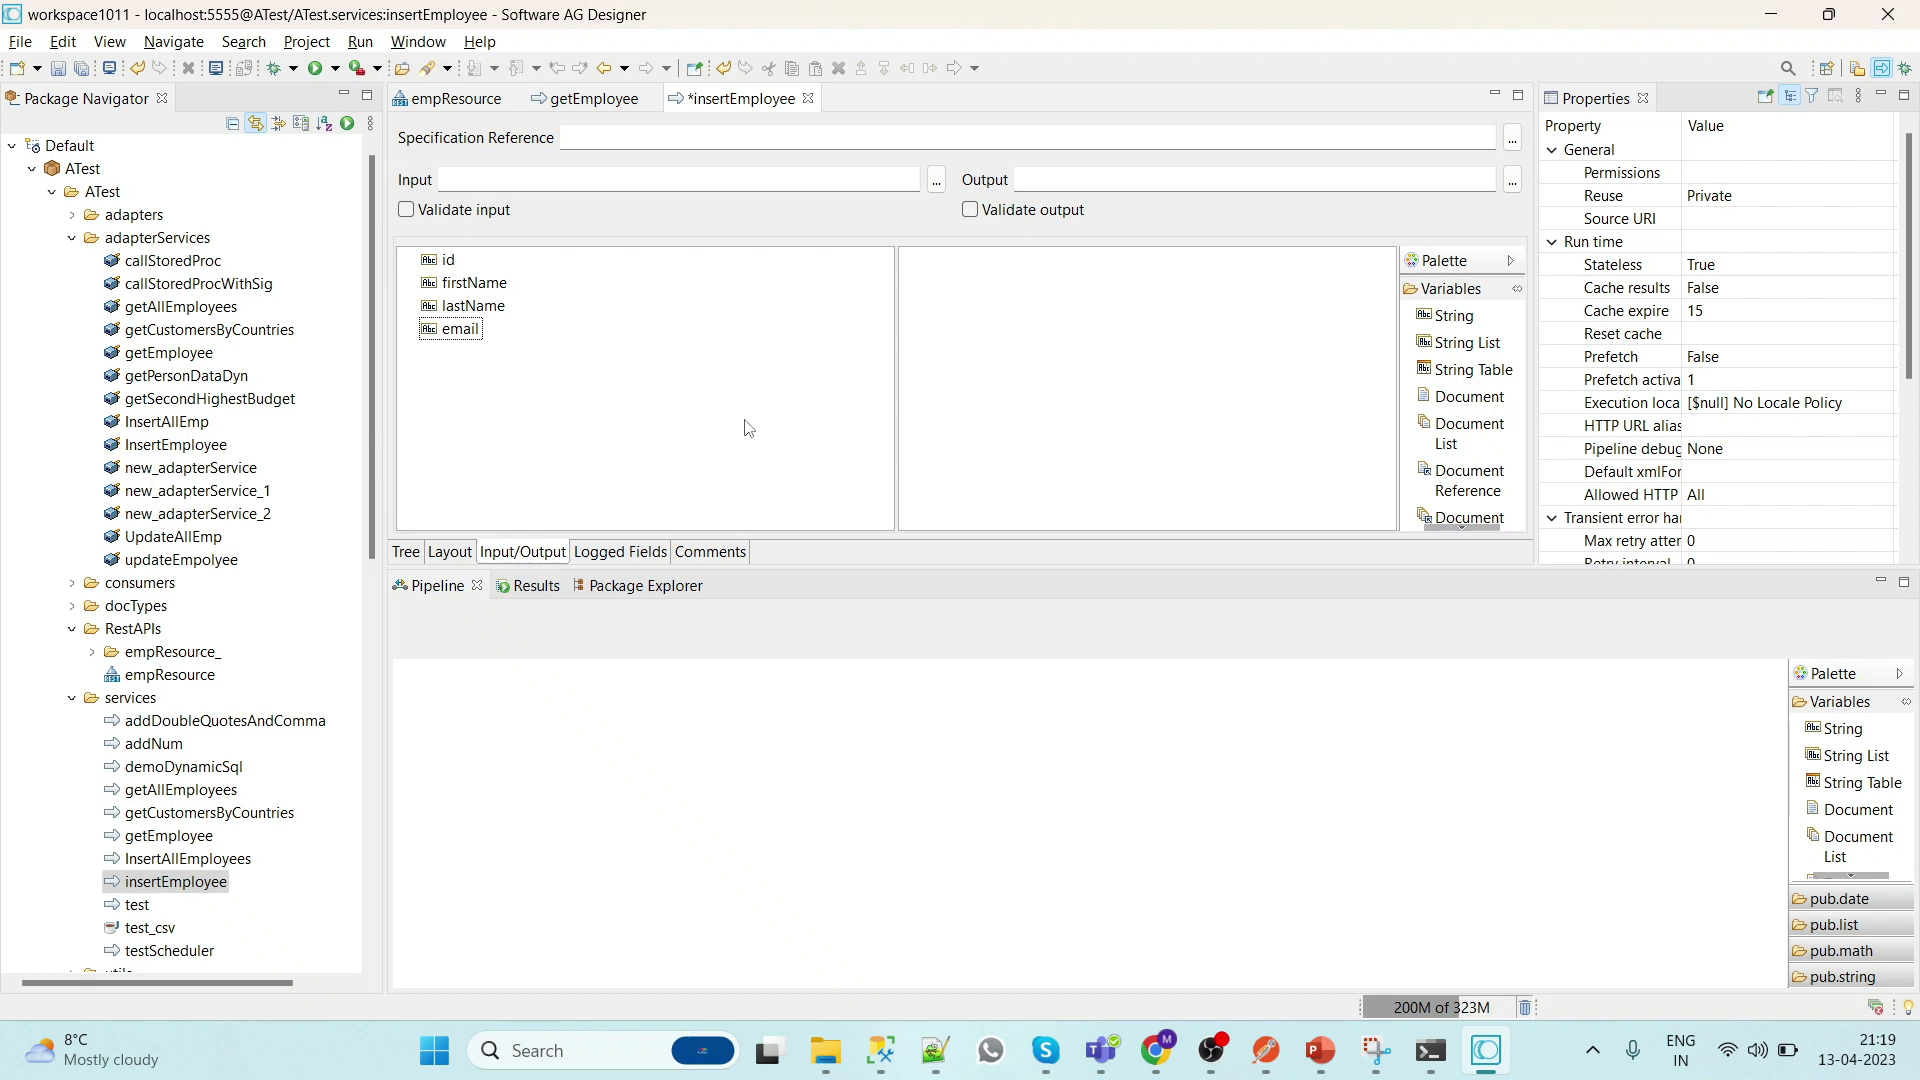 workspace1011 - localhost:5555@ATest/ATest.services:insertEmployee - Software AG Designer
File Edit View Navigate Search Project Run Window Help
Package Navigator
Default
ATest
ATest
adapters
adapterServices
callStoredProc
callStoredProcWithSig
getAllEmployees
getCustomersByCountries
getEmployee
getPersonDataDyn
getSecondHighestBudget
InsertAllEmp
InsertEmployee
new_adapterService
new_adapterService_1
new_adapterService_2
UpdateAllEmp
updateEmpolyee
consumers
docTypes
RestAPIs
empResource_
empResource
services
addDoubleQuotesAndComma
addNum
demoDynamicSql
getAllEmployees
getCustomersByCountries
getEmployee
InsertAllEmployees
insertEmployee
test
test_csv
testScheduler
empResource getEmployee *insertEmployee
Specification Reference ...
Input ... Output ...
Validate input Validate output
id
firstName
lastName
email
Palette
Variables
String
String List
String Table
Document
Document
List
Document
Reference
Document
Tree Layout Input/Output Logged Fields Comments
Properties
Property Value
General
Permissions
Reuse Private
Source URI
Run time
Stateless True
Cache results False
Cache expire 15
Reset cache
Prefetch False
Prefetch activa 1
Execution loca [$null] No Locale Policy
HTTP URL alias
Pipeline debug None
Default xmlFor
Allowed HTTP All
Transient error har
Max retry atter 0
Retry interval 0
Pipeline Results Package Explorer
Palette
Variables
String
String List
String Table
Document
Document
List
pub.date
pub.list
pub.math
pub.string
200M of 323M
8°C
Mostly cloudy
Search
ENG
IN
21:19
13-04-2023